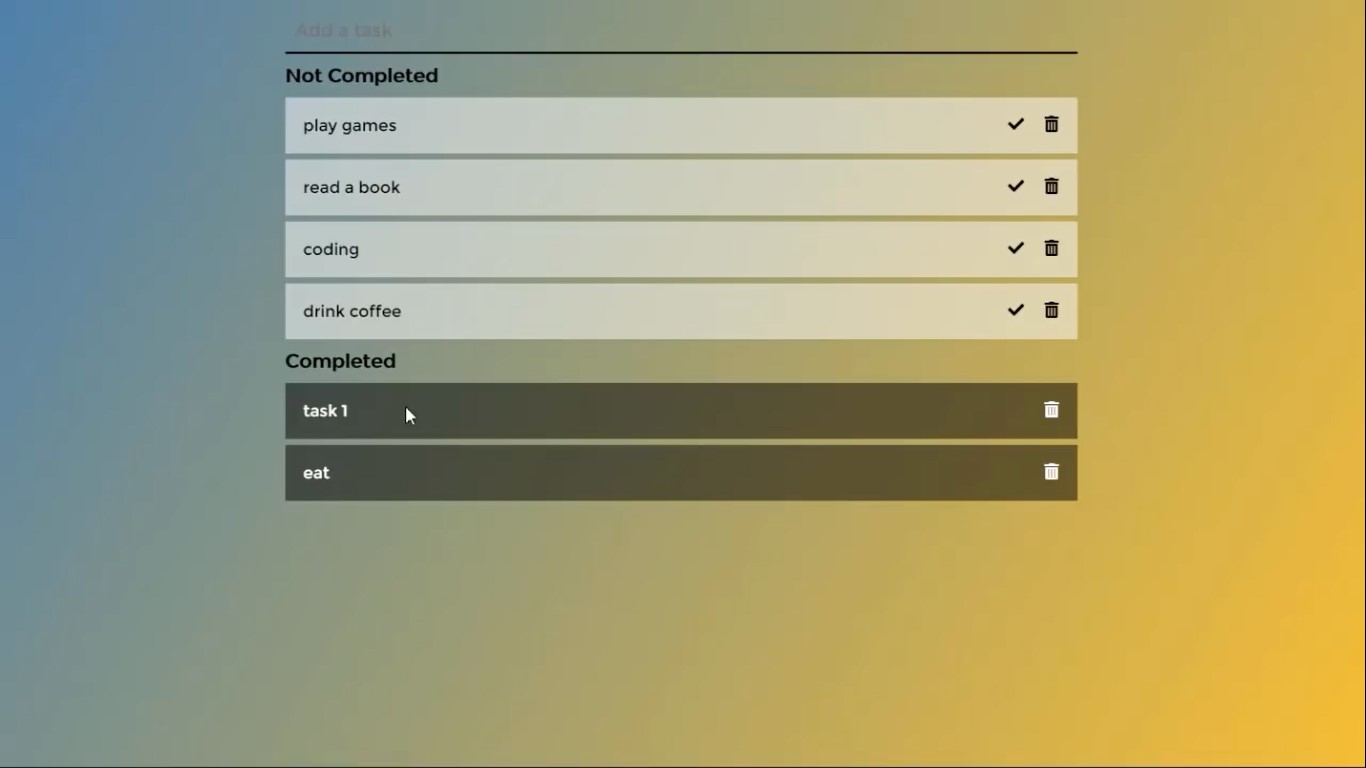 Add a task
Not Completed
play games
read a book
coding
drink coffee
Completed
task 1
eat